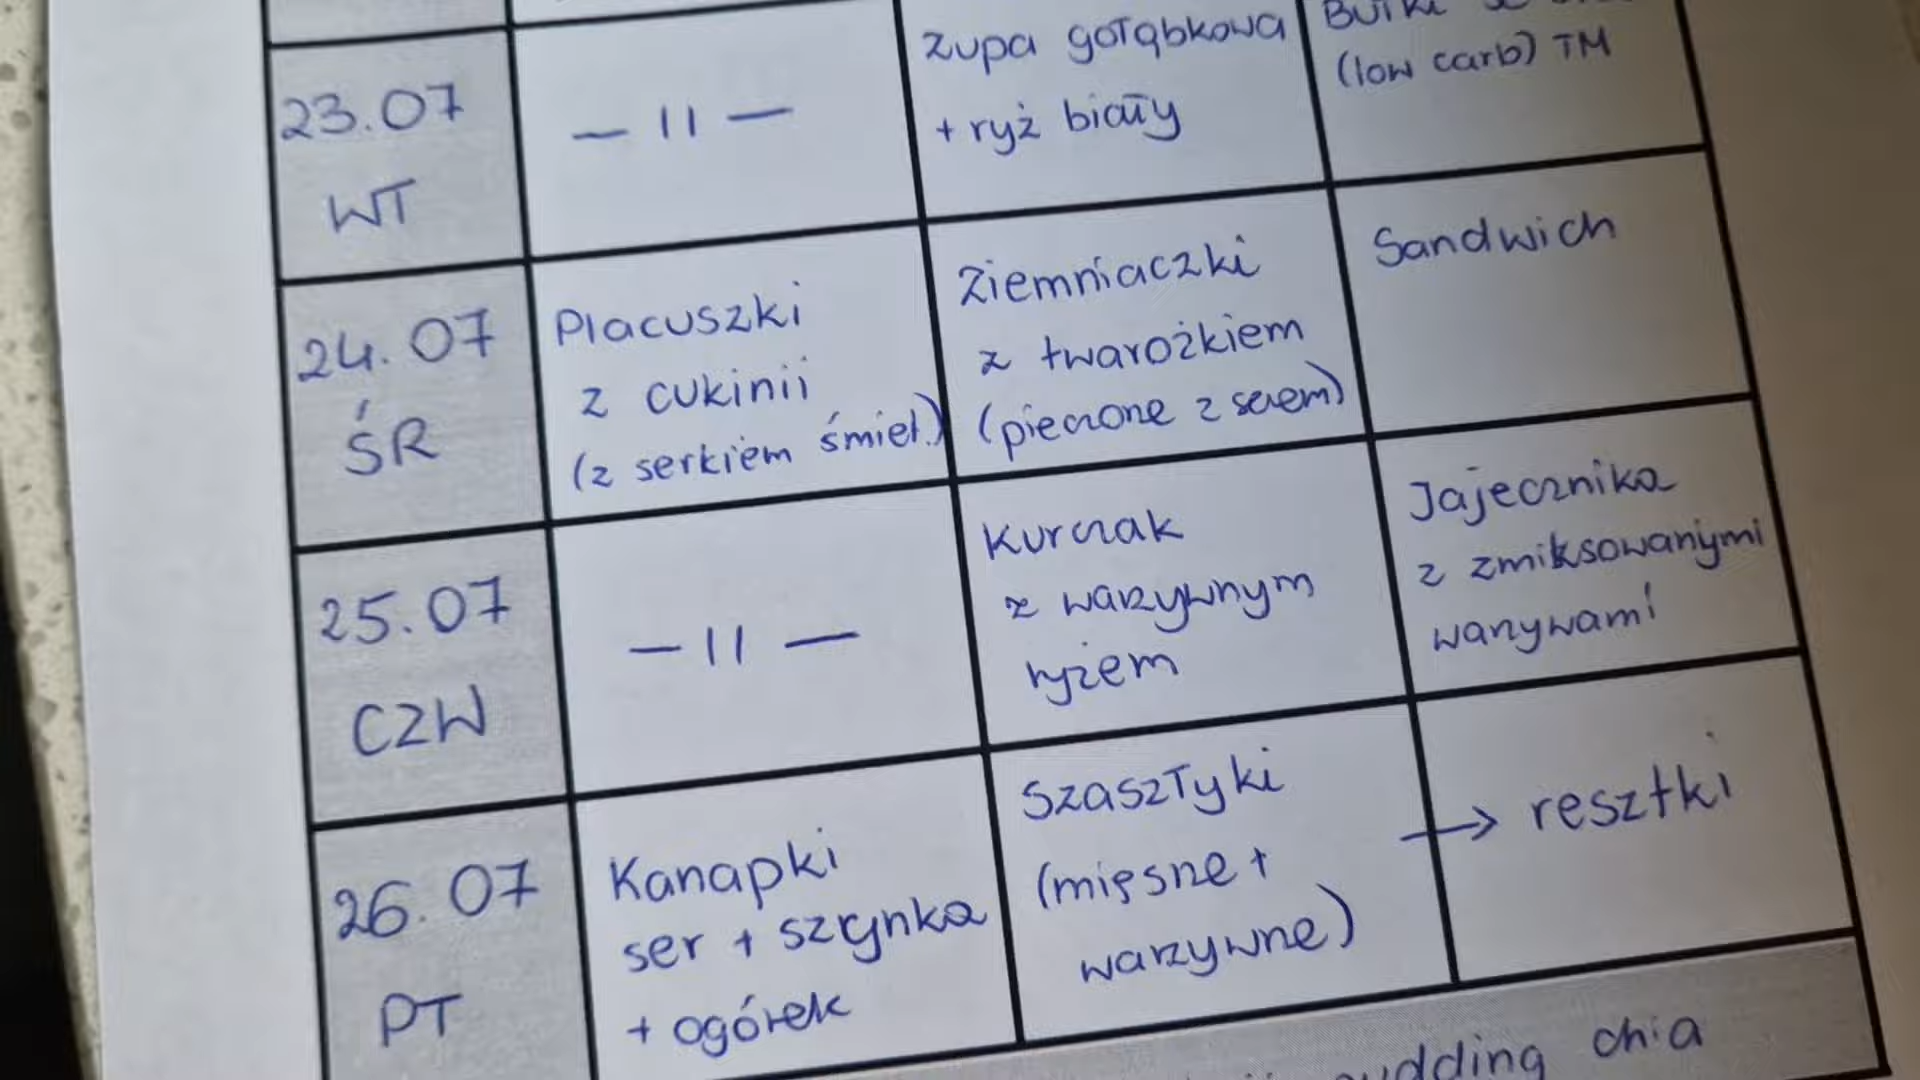 23.07
WT
— 11 —
zupa gołąbkowa
+ ryż biały
(low carb) TM
24.07
ŚR
Placuszki
z cukinii
(z serkiem śmiet.)
Ziemniaczki
z twarożkiem
(pieczone z serem)
Sandwich
25.07
CZW
— 11 —
Kurczak
z warzywnym
ryżem
Jajecznika
z zmiksowanymi
warzywami
26.07
PT
Kanapki
ser + szynka
+ ogórek
Szaszłyki
(mięsne +
warzywne)
→ resztki
chia